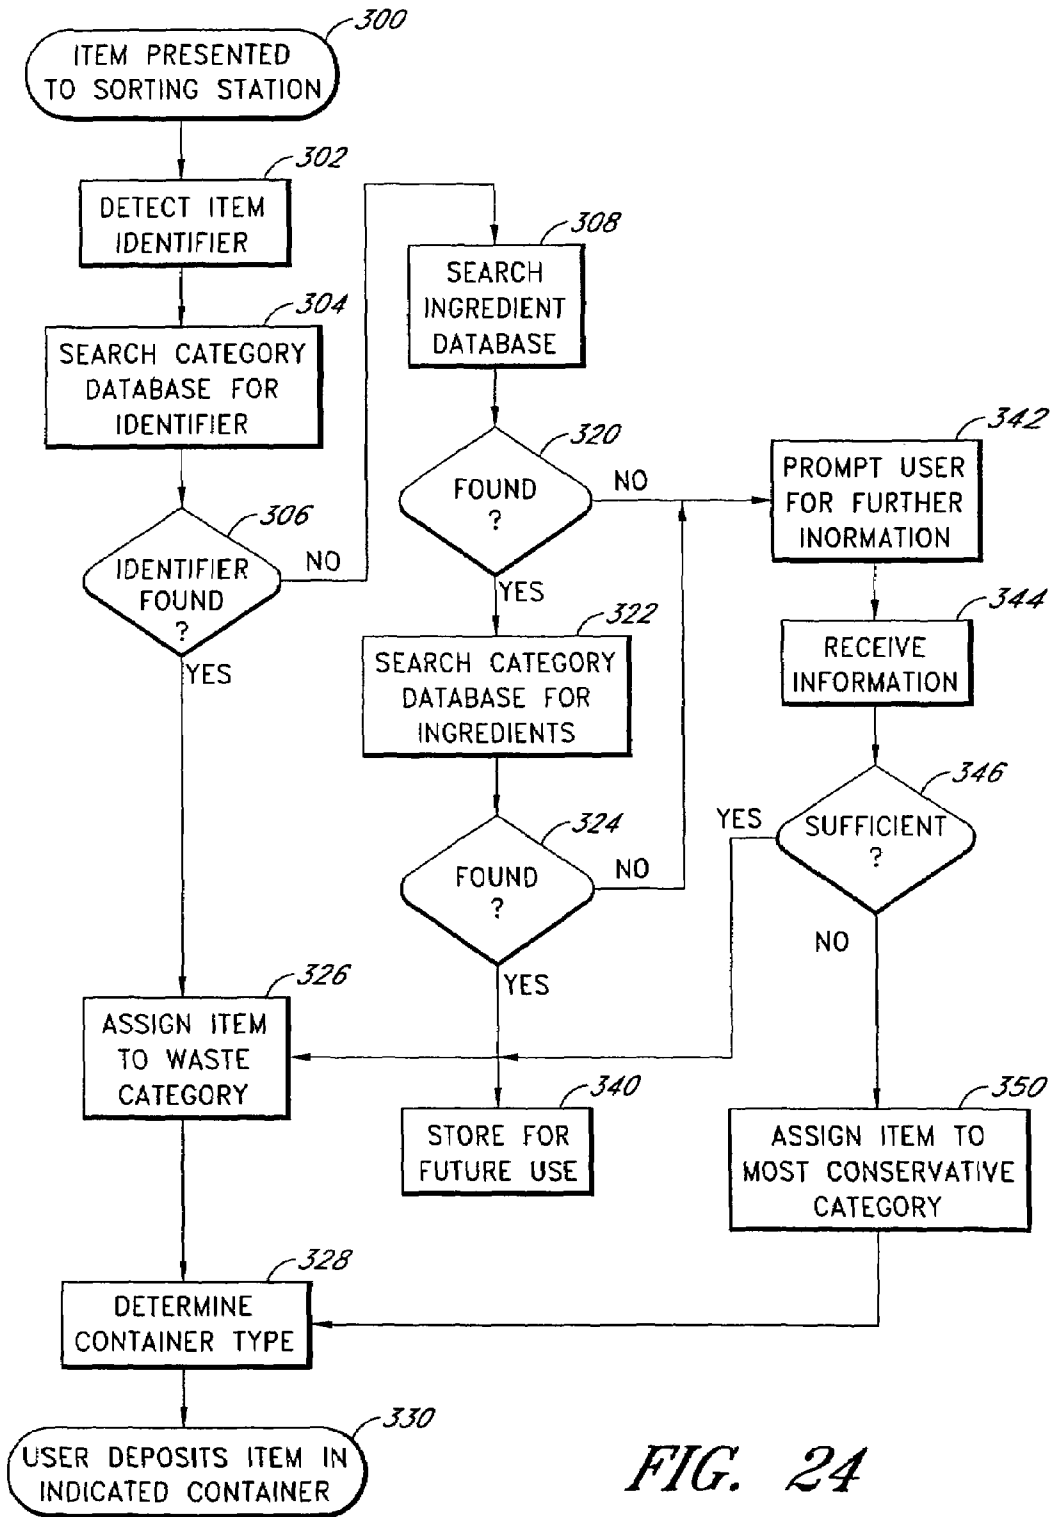 300
ITEM PRESENTED
TO SORTING STATION
302
DETECT ITEM
IDENTIFIER
304
SEARCH CATEGORY
DATABASE FOR
IDENTIFIER
306
IDENTIFIER
FOUND
?
NO
YES
308
SEARCH
INGREDIENT
DATABASE
320
FOUND
?
NO
YES
322
SEARCH CATEGORY
DATABASE FOR
INGREDIENTS
324
FOUND
?
NO
YES
342
PROMPT USER
FOR FURTHER
INORMATION
344
RECEIVE
INFORMATION
346
SUFFICIENT
?
YES
NO
326
ASSIGN ITEM
TO WASTE
CATEGORY
340
STORE FOR
FUTURE USE
350
ASSIGN ITEM TO
MOST CONSERVATIVE
CATEGORY
328
DETERMINE
CONTAINER TYPE
330
USER DEPOSITS ITEM IN
INDICATED CONTAINER
FIG. 24